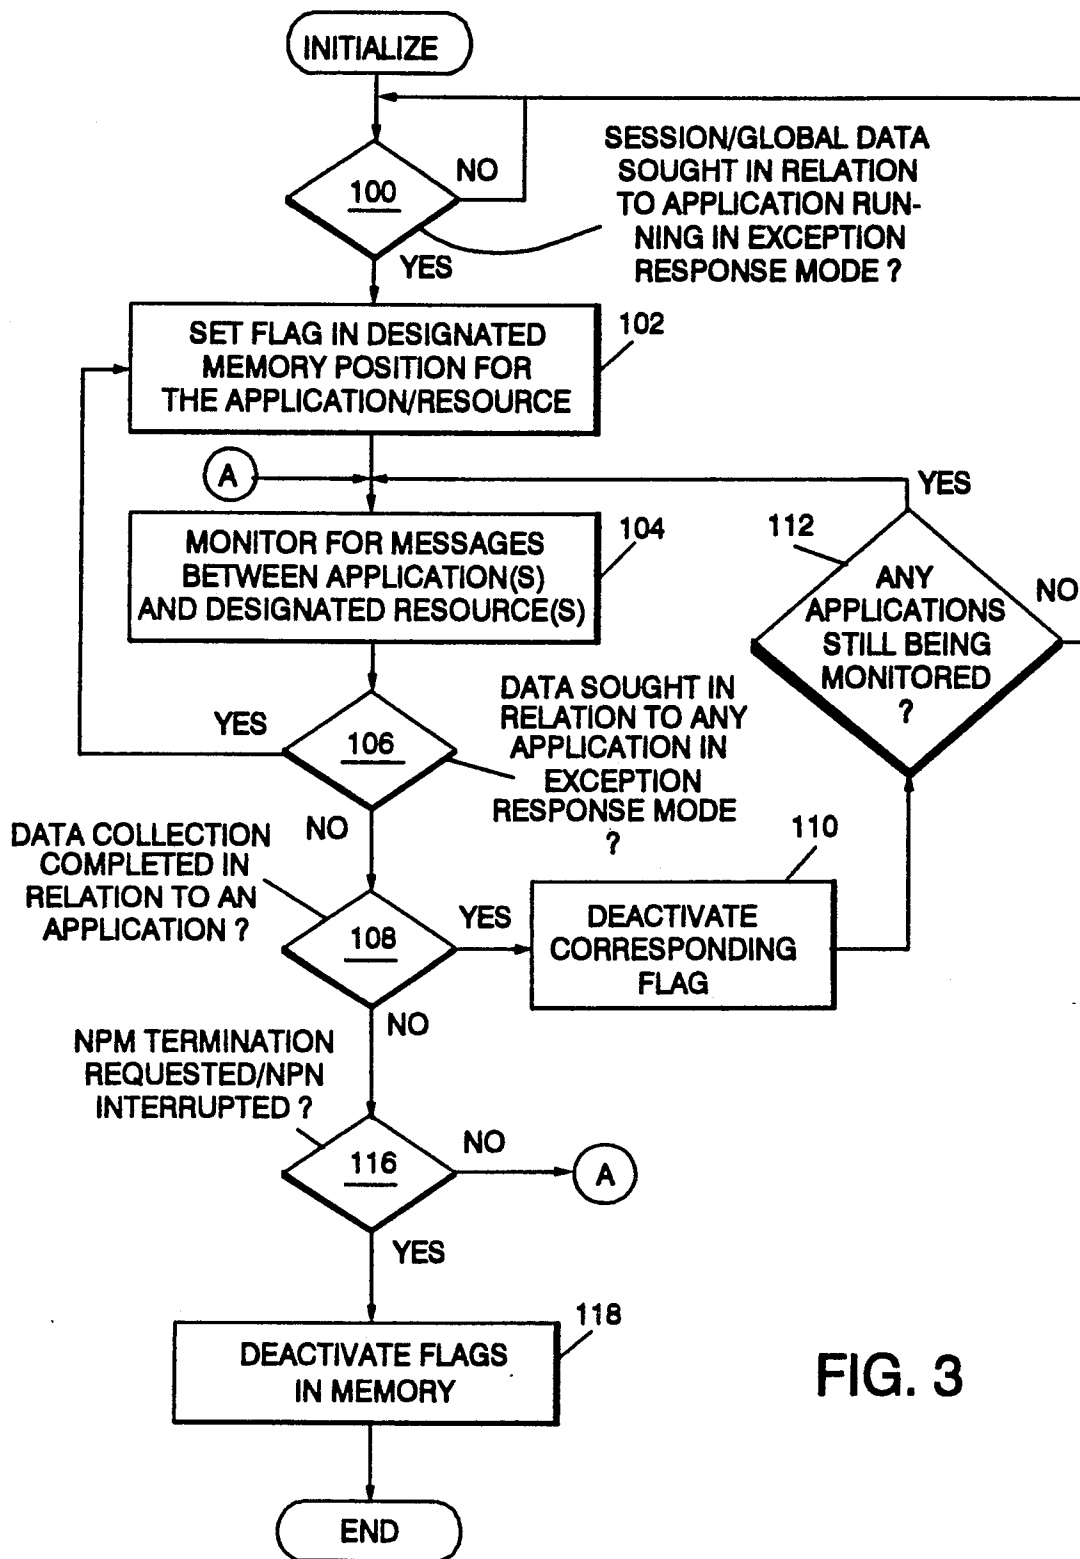 INITIALIZE
NO
100
YES
SESSION/GLOBAL DATA
SOUGHT IN RELATION
TO APPLICATION RUN-
NING IN EXCEPTION
RESPONSE MODE ?
SET FLAG IN DESIGNATED
MEMORY POSITION FOR
THE APPLICATION/RESOURCE
102
A
MONITOR FOR MESSAGES
BETWEEN APPLICATION(S)
AND DESIGNATED RESOURCE(S)
104
YES
112
ANY
APPLICATIONS
STILL BEING
MONITORED
?
NO
YES
106
NO
DATA SOUGHT IN
RELATION TO ANY
APPLICATION IN
EXCEPTION
RESPONSE MODE
?
DATA COLLECTION
COMPLETED IN
RELATION TO AN
APPLICATION ?
108
YES
NO
110
DEACTIVATE
CORRESPONDING
FLAG
NPM TERMINATION
REQUESTED/NPN
INTERRUPTED ?
116
NO
A
YES
118
DEACTIVATE FLAGS
IN MEMORY
FIG. 3
END